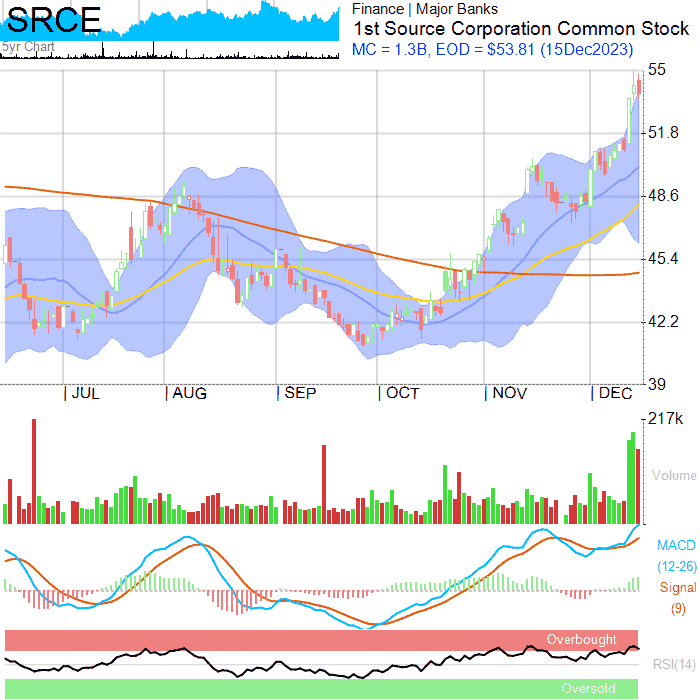 SRCE
5yr Chart
Finance | Major Banks
1st Source Corporation Common Stock
MC = 1.3B, EOD = $53.81 (15Dec2023)
55
51.8
48.6
45.4
42.2
39
JUL AUG SEP OCT NOV DEC
217k
Volume
MACD
(12-26)
Signal
(9)
Overbought
RSI(14)
Oversold